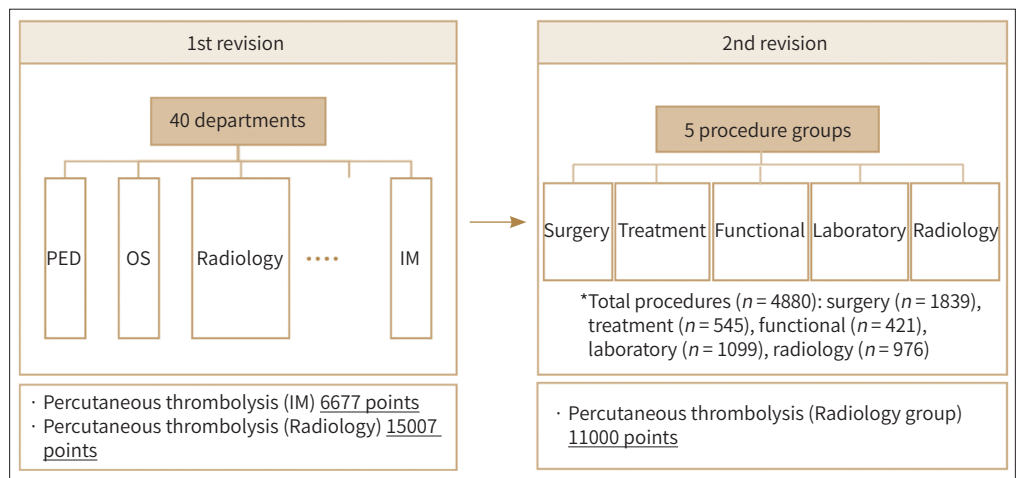 1st revision
40 departments
PED
OS
Radiology
....
IM
· Percutaneous thrombolysis (IM) 6677 points
· Percutaneous thrombolysis (Radiology) 15007
points
2nd revision
5 procedure groups
Surgery
Treatment
Functional
Laboratory
Radiology
*Total procedures (n = 4880): surgery (n = 1839),
treatment (n = 545), functional (n = 421),
laboratory (n = 1099), radiology (n = 976)
· Percutaneous thrombolysis (Radiology group)
11000 points